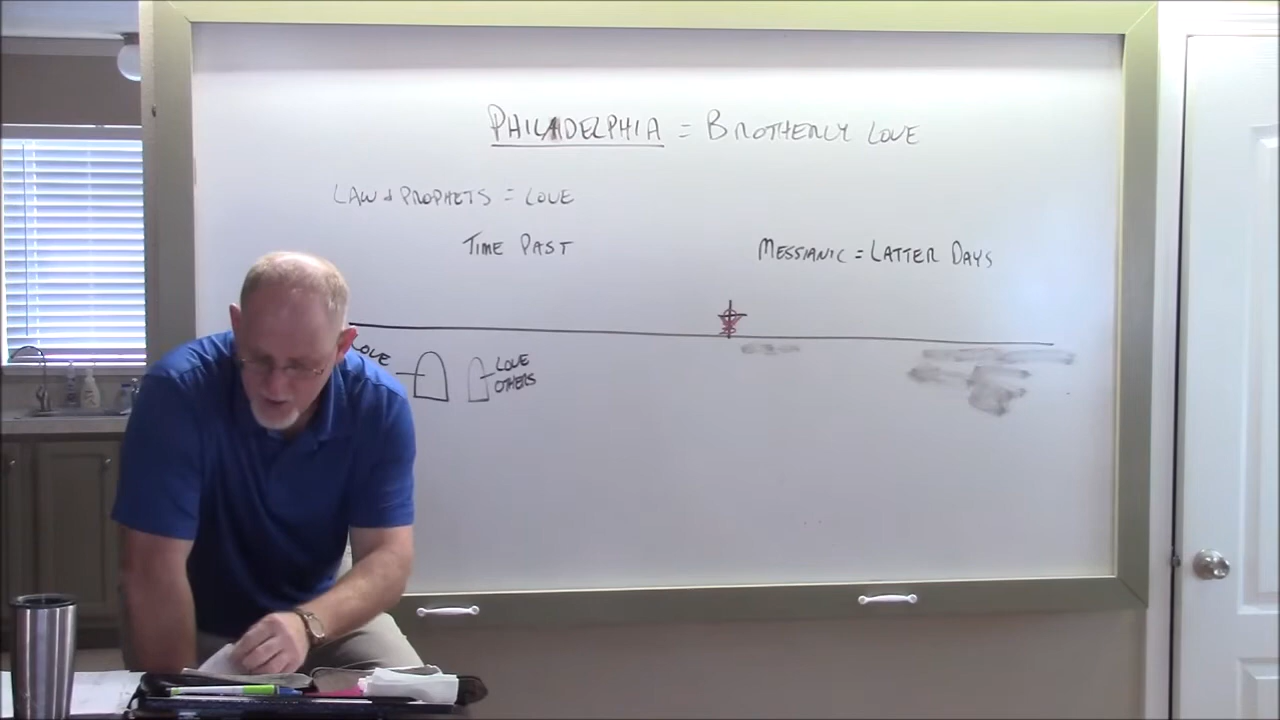 PHILADELPHIA = BROTHERLY LOVE
LAW & PROPHETS = LOVE
TIME PAST
MESSIANIC = LATTER DAYS
LOVE
LOVE
OTHERS